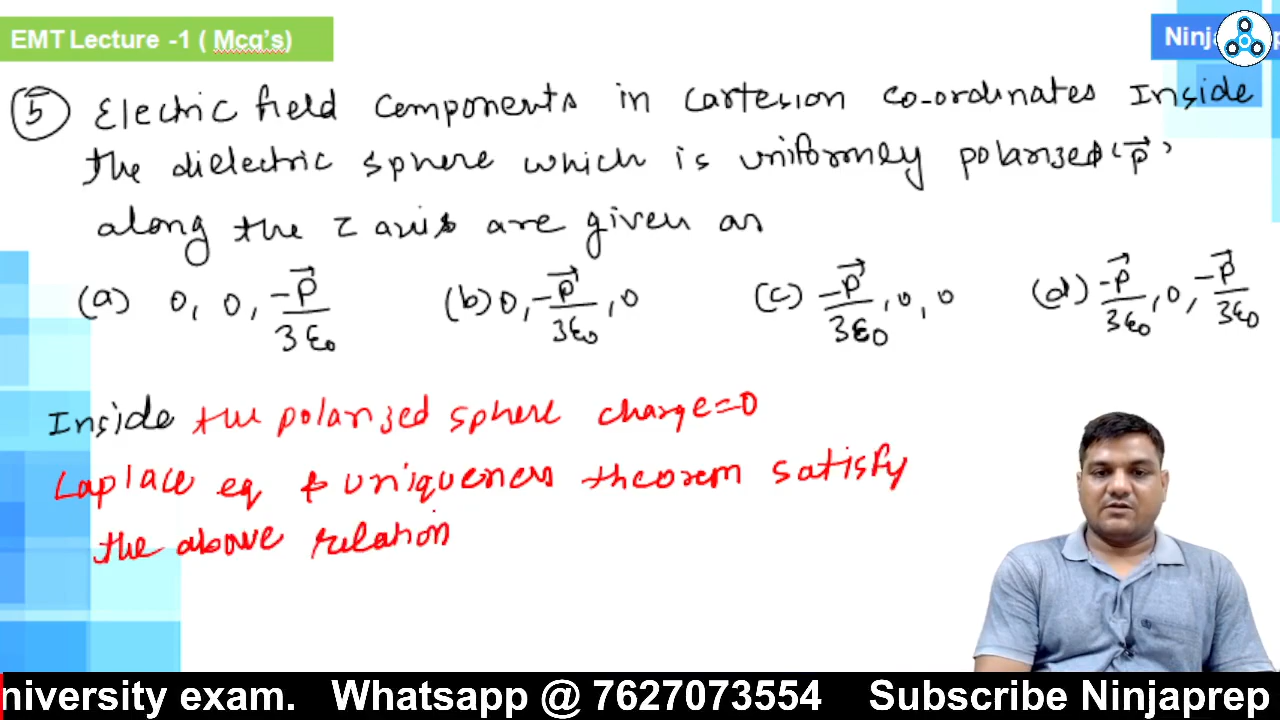 EMT Lecture -1 ( Mcq's)
Ninj p
5 Electric field components in cartesion co-ordinates Inside
the dielectric sphere which is uniformly polarized (P⃗)
along the z axis are given as
(a) 0, 0, -P⃗/3ε₀ (b) 0, -P⃗/3ε₀, 0 (c) -P⃗/3ε₀, 0, 0 (d) -P⃗/3ε₀, 0, -P⃗/3ε₀
Inside the polarized sphere charge=0
Laplace eq & uniqueness theorem satisfy
the above relation
niversity exam. Whatsapp @ 7627073554 Subscribe Ninjaprep